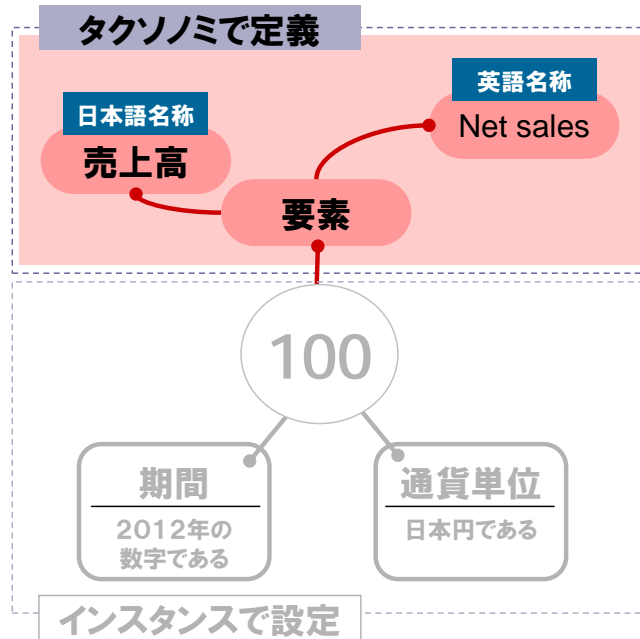 タクソノミで定義
英語名称
Net sales
日本語名称
売上高
要素
100
期間
2012年の
数字である
通貨単位
日本円である
インスタンスで設定